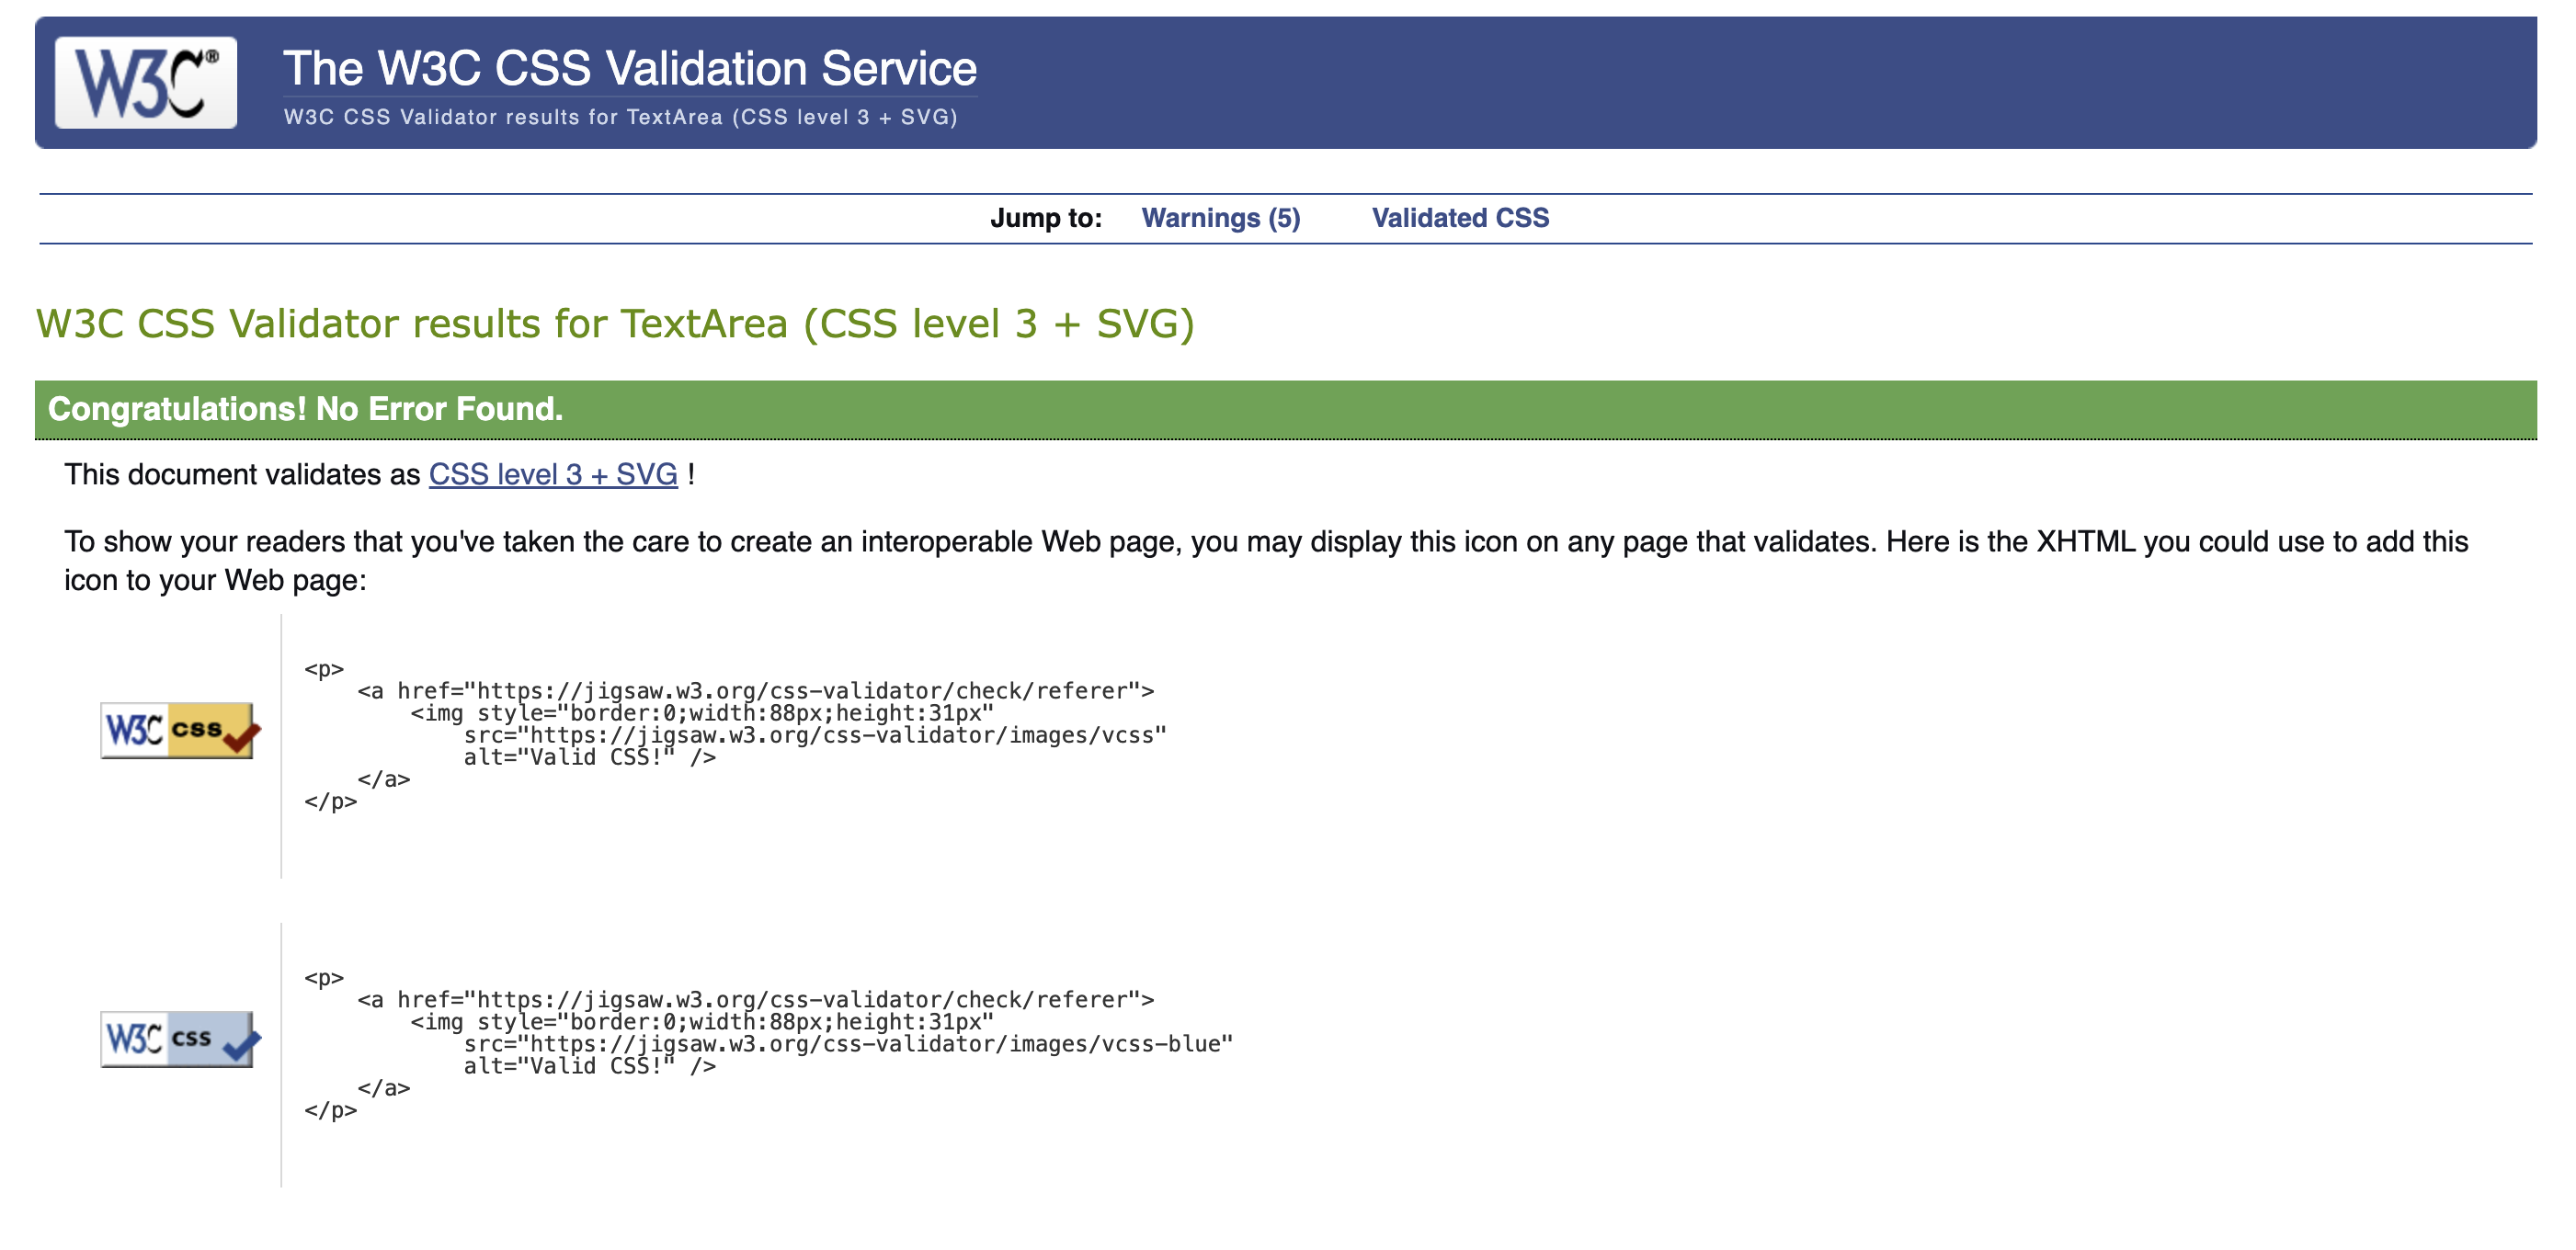 W3C®
The W3C CSS Validation Service
W3C CSS Validator results for TextArea (CSS level 3 + SVG)
Jump to: Warnings (5) Validated CSS
W3C CSS Validator results for TextArea (CSS level 3 + SVG)
Congratulations! No Error Found.
This document validates as CSS level 3 + SVG !
To show your readers that you've taken the care to create an interoperable Web page, you may display this icon on any page that validates. Here is the XHTML you could use to add this
icon to your Web page:
W3C css
<p>
    <a href="https://jigsaw.w3.org/css-validator/check/referer">
        <img style="border:0;width:88px;height:31px"
            src="https://jigsaw.w3.org/css-validator/images/vcss"
            alt="Valid CSS!" />
    </a>
</p>
W3C css
<p>
    <a href="https://jigsaw.w3.org/css-validator/check/referer">
        <img style="border:0;width:88px;height:31px"
            src="https://jigsaw.w3.org/css-validator/images/vcss-blue"
            alt="Valid CSS!" />
    </a>
</p>